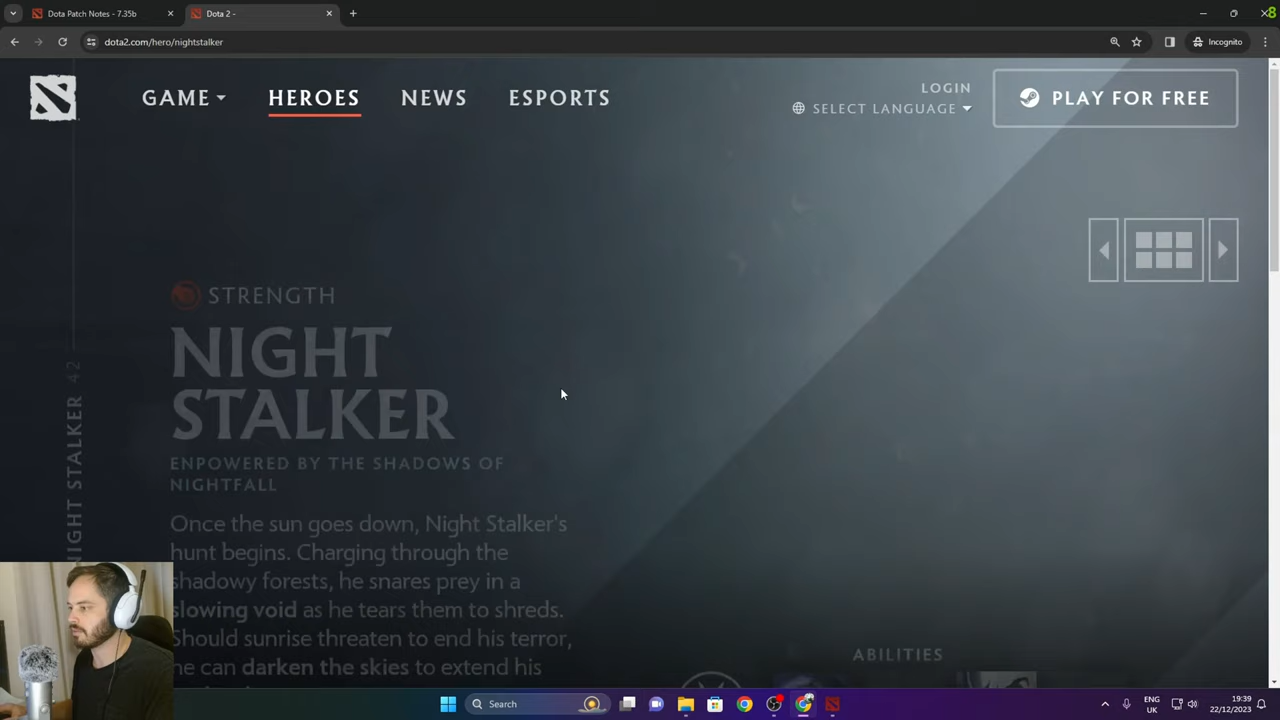 Dota Patch Notes - 7.35b
Dota 2 -
8
dota2.com/hero/nightstalker
Incognito
GAME
HEROES
NEWS
ESPORTS
LOGIN
SELECT LANGUAGE
PLAY FOR FREE
STRENGTH
NIGHT
STALKER
ENPOWERED BY THE SHADOWS OF
NIGHTFALL
Once the sun goes down, Night Stalker's
hunt begins. Charging through the
shadowy forests, he snares prey in a
slowing void as he tears them to shreds.
Should sunrise threaten to end his terror,
he can darken the skies to extend his
NIGHT STALKER 42
ABILITIES
Search
ENG
UK
19:39
22/12/2023